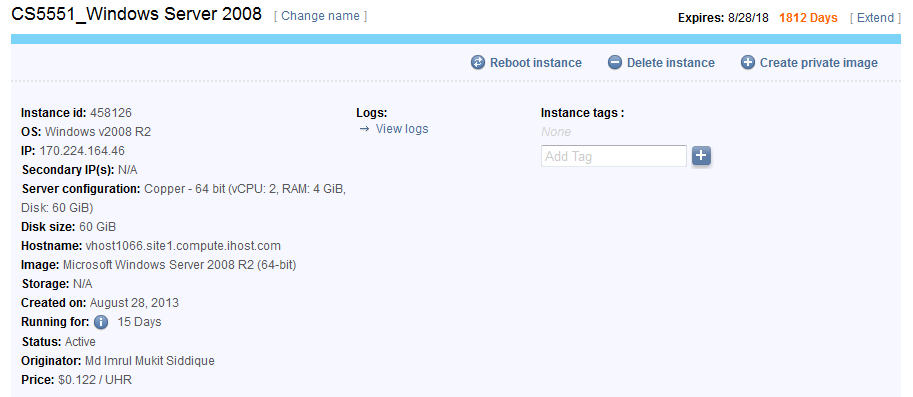 CS5551_Windows Server 2008 [ Change name ] Expires: 8/28/18 1812 Days [ Extend ]
Reboot instance Delete instance Create private image
Instance id: 458126
OS: Windows v2008 R2
IP: 170.224.164.46
Secondary IP(s): N/A
Server configuration: Copper - 64 bit (vCPU: 2, RAM: 4 GiB,
Disk: 60 GiB)
Disk size: 60 GiB
Hostname: vhost1066.site1.compute.ihost.com
Image: Microsoft Windows Server 2008 R2 (64-bit)
Storage: N/A
Created on: August 28, 2013
Running for: i 15 Days
Status: Active
Originator: Md Imrul Mukit Siddique
Price: $0.122 / UHR
Logs:
→ View logs
Instance tags :
None
Add Tag